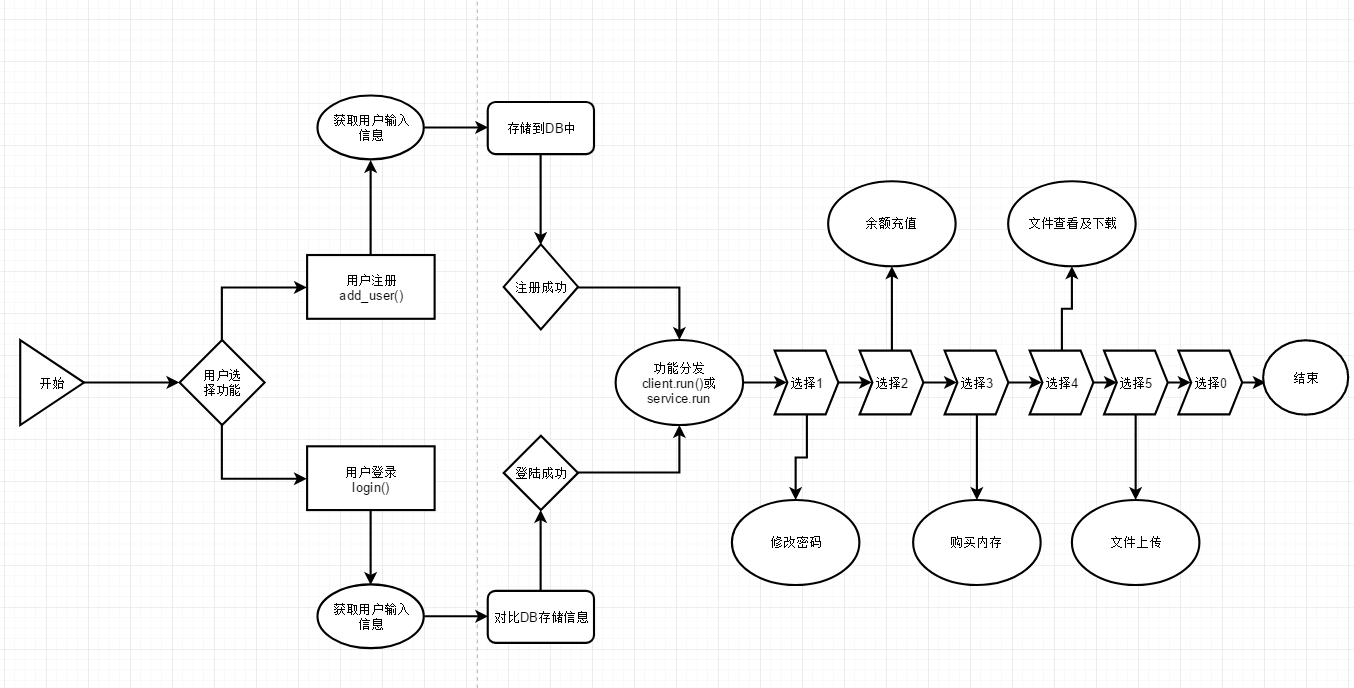 开始
用户选
择功能
用户注册
add_user()
获取用户输入
信息
存储到DB中
注册成功
用户登录
login()
获取用户输入
信息
对比DB存储信息
登陆成功
功能分发
client.run()或
service.run
选择1
修改密码
选择2
余额充值
选择3
购买内存
选择4
文件查看及下载
选择5
文件上传
选择0
结束